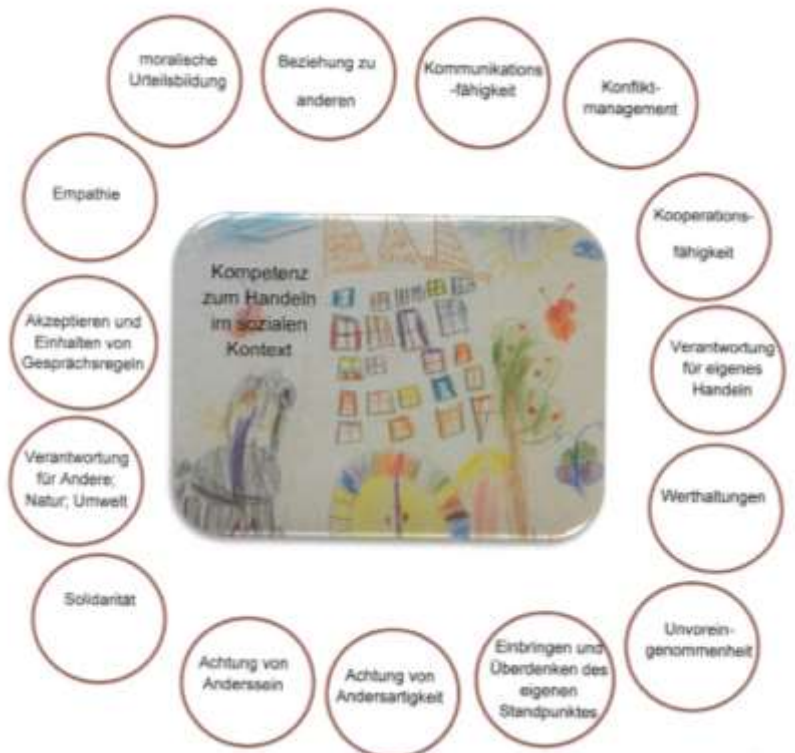 moralische
Urteilsbildung
Beziehung zu
anderen
Kommunikations
-fähigkeit
Konflikt-
management
Empathie
Kooperations-
fähigkeit
Kompetenz
zum Handeln
im sozialen
Kontext
Akzeptieren und
Einhalten von
Gesprächsregeln
Verantwortung
für eigenes
Handeln
Verantwortung
für Andere;
Natur; Umwelt
Werthaltungen
Solidarität
Unvorein-
genommenheit
Achtung von
Anderssein
Achtung von
Andersartigkeit
Einbringen und
Überdenken des
eigenen
Standpunktes